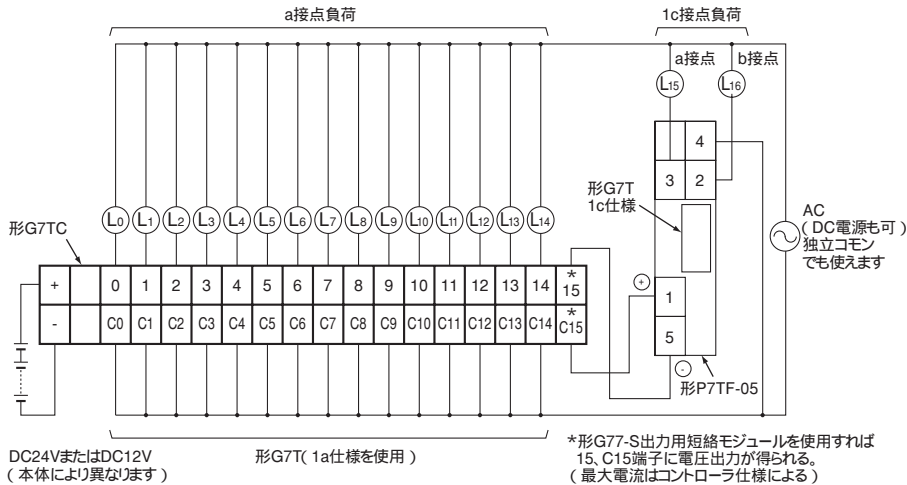 a接点負荷
1c接点負荷
a接点
b接点
L15
L16
4
3
2
形G7T
1c仕様
AC
(DC電源も可)
独立コモン
でも使えます
L0 L1 L2 L3 L4 L5 L6 L7 L8 L9 L10 L11 L12 L13 L14
形G7TC
+ 0 1 2 3 4 5 6 7 8 9 10 11 12 13 14 *15
- C0 C1 C2 C3 C4 C5 C6 C7 C8 C9 C10 C11 C12 C13 C14 *C15
+
1
5
-
形P7TF-05
DC24VまたはDC12V
(本体により異なります)
形G7T(1a仕様を使用)
*形G77-S出力用短絡モジュールを使用すれば
15、C15端子に電圧出力が得られる。
(最大電流はコントローラ仕様による)